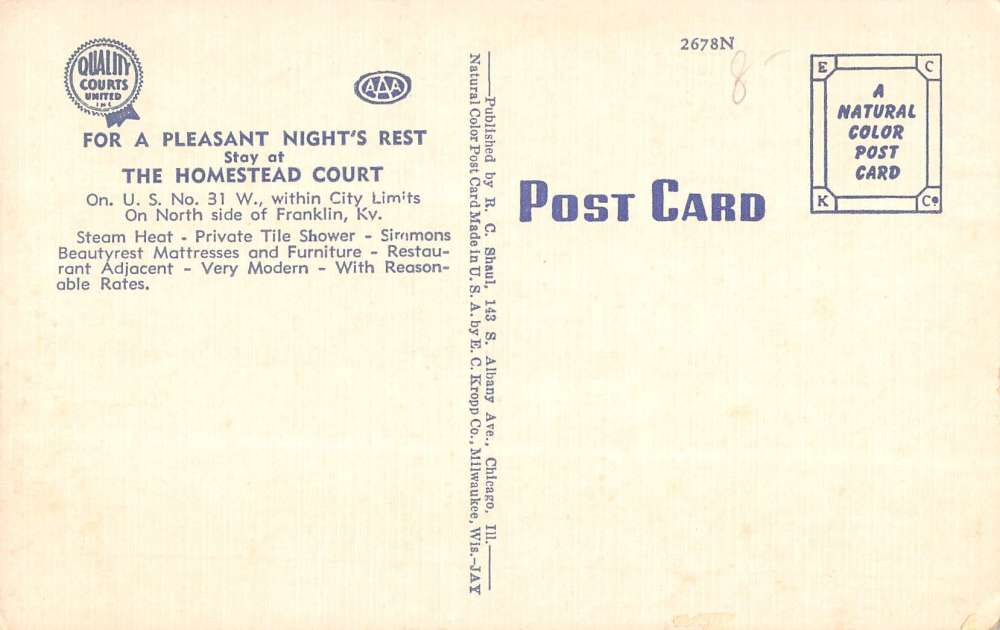 QUALITY
COURTS
UNITED
INC
AAA
FOR A PLEASANT NIGHT'S REST
Stay at
THE HOMESTEAD COURT
On. U. S. No. 31 W., within City Limits
On North side of Franklin, Ky.
Steam Heat - Private Tile Shower - Simmons
Beautyrest Mattresses and Furniture - Restau-
rant Adjacent - Very Modern - With Reason-
able Rates.
Published by R. C. Shaul, 143 S. Albany Ave., Chicago, Ill.
Natural Color Post Card Made in U. S. A. by E. C. Kropp Co., Milwaukee, Wis.-JAY
2678N
8-
POST CARD
E C
A
NATURAL
COLOR
POST
CARD
K Co